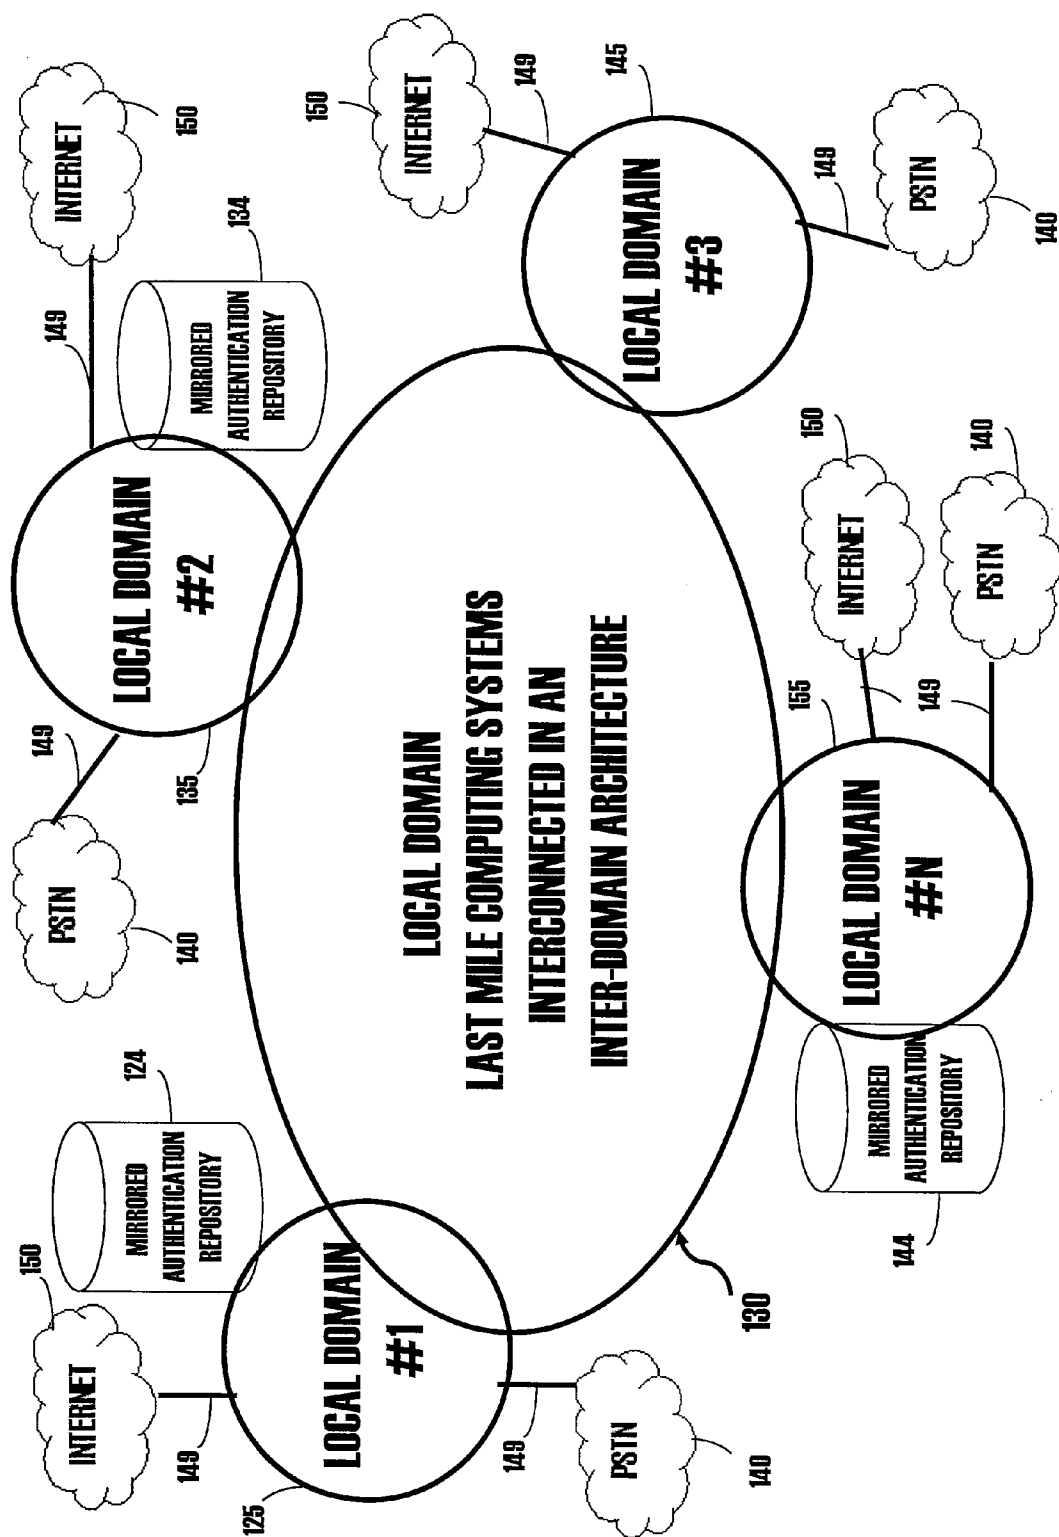 INTERNET
150
149
MIRRORED
AUTHENTICATION
REPOSITORY
124
125
LOCAL DOMAIN
#1
149
PSTN
140
PSTN
140
149
135
LOCAL DOMAIN
#2
149
INTERNET
150
MIRRORED
AUTHENTICATION
REPOSITORY
134
LOCAL DOMAIN
LAST MILE COMPUTING SYSTEMS
INTERCONNECTED IN AN
INTER-DOMAIN ARCHITECTURE
130
INTERNET
150
149
145
LOCAL DOMAIN
#3
149
PSTN
140
MIRRORED
AUTHENTICATION
REPOSITORY
144
LOCAL DOMAIN
#N
155
149
INTERNET
150
PSTN
140